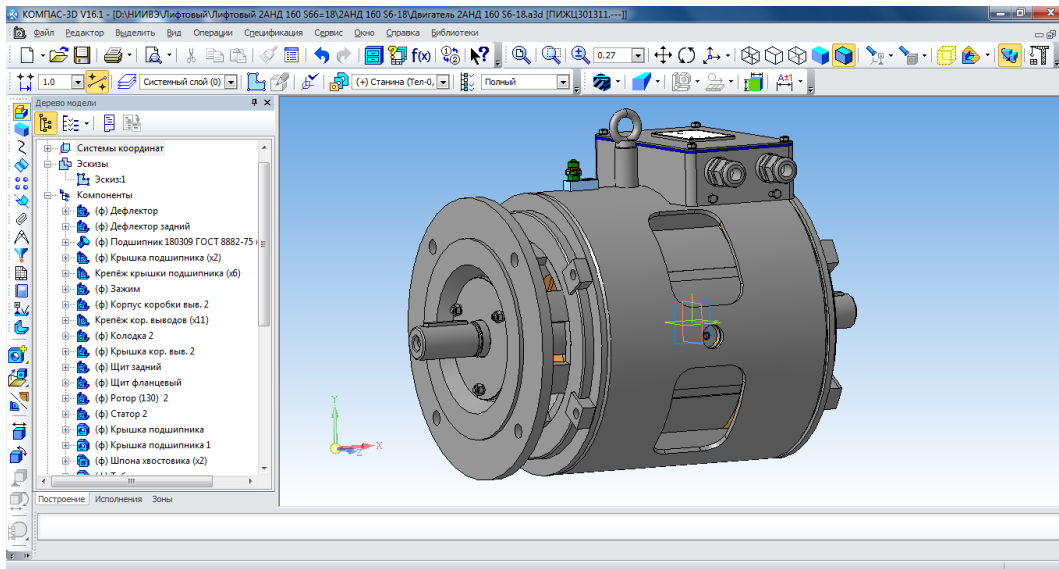 КОМПАС-3D V16.1 - [D:\НИИВЭ\Лифтовый\Лифтовый 2АНД 160 S66=18\2АНД 160 S6-18\Двигатель 2АНД 160 S6-18.a3d [ПИЖЦ301311.---]]
Файл Редактор Выделить Вид Операции Спецификация Сервис Окно Справка Библиотеки
f(x) 0.27
1.0 Системный слой (0) (+) Станина (Тел-0, Полный
Дерево модели
Системы координат
Эскизы
Эскиз:1
Компоненты
(ф) Дефлектор
(ф) Дефлектор задний
(ф) Подшипник 180309 ГОСТ 8882-75
(ф) Крышка подшипника (x2)
Крепёж крышки подшипника (x6)
(ф) Зажим
(ф) Корпус коробки выв. 2
Крепёж кор. выводов (x11)
(ф) Колодка 2
(ф) Крышка кор. выв. 2
(ф) Щит задний
(ф) Щит фланцевый
(ф) Ротор (130) 2
(ф) Статор 2
(ф) Крышка подшипника
(ф) Крышка подшипника 1
(ф) Шпона хвостовика (x2)
Построение Исполнения Зоны
Y
X
Z